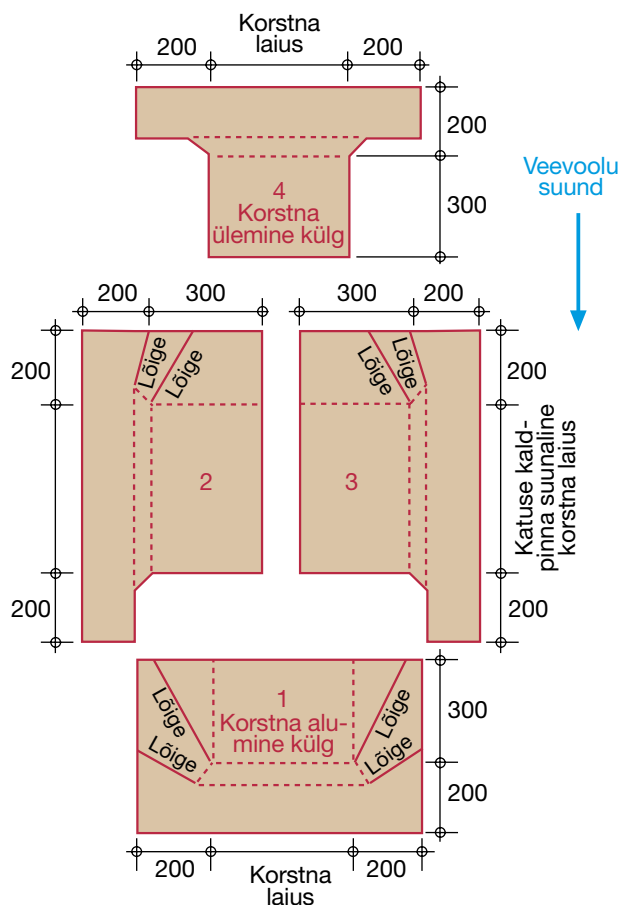 Korstna
laius
200
200
200
300
4
Korstna
ülemine külg
Veevoolu
suund
200
300
300
200
200
Lõige
Lõige
Lõige
Lõige
200
2
3
Katuse kald-
pinna suunaline
korstna laius
200
200
1
Korstna alu-
mine külg
Lõige
Lõige
Lõige
Lõige
300
200
200
Korstna
laius
200